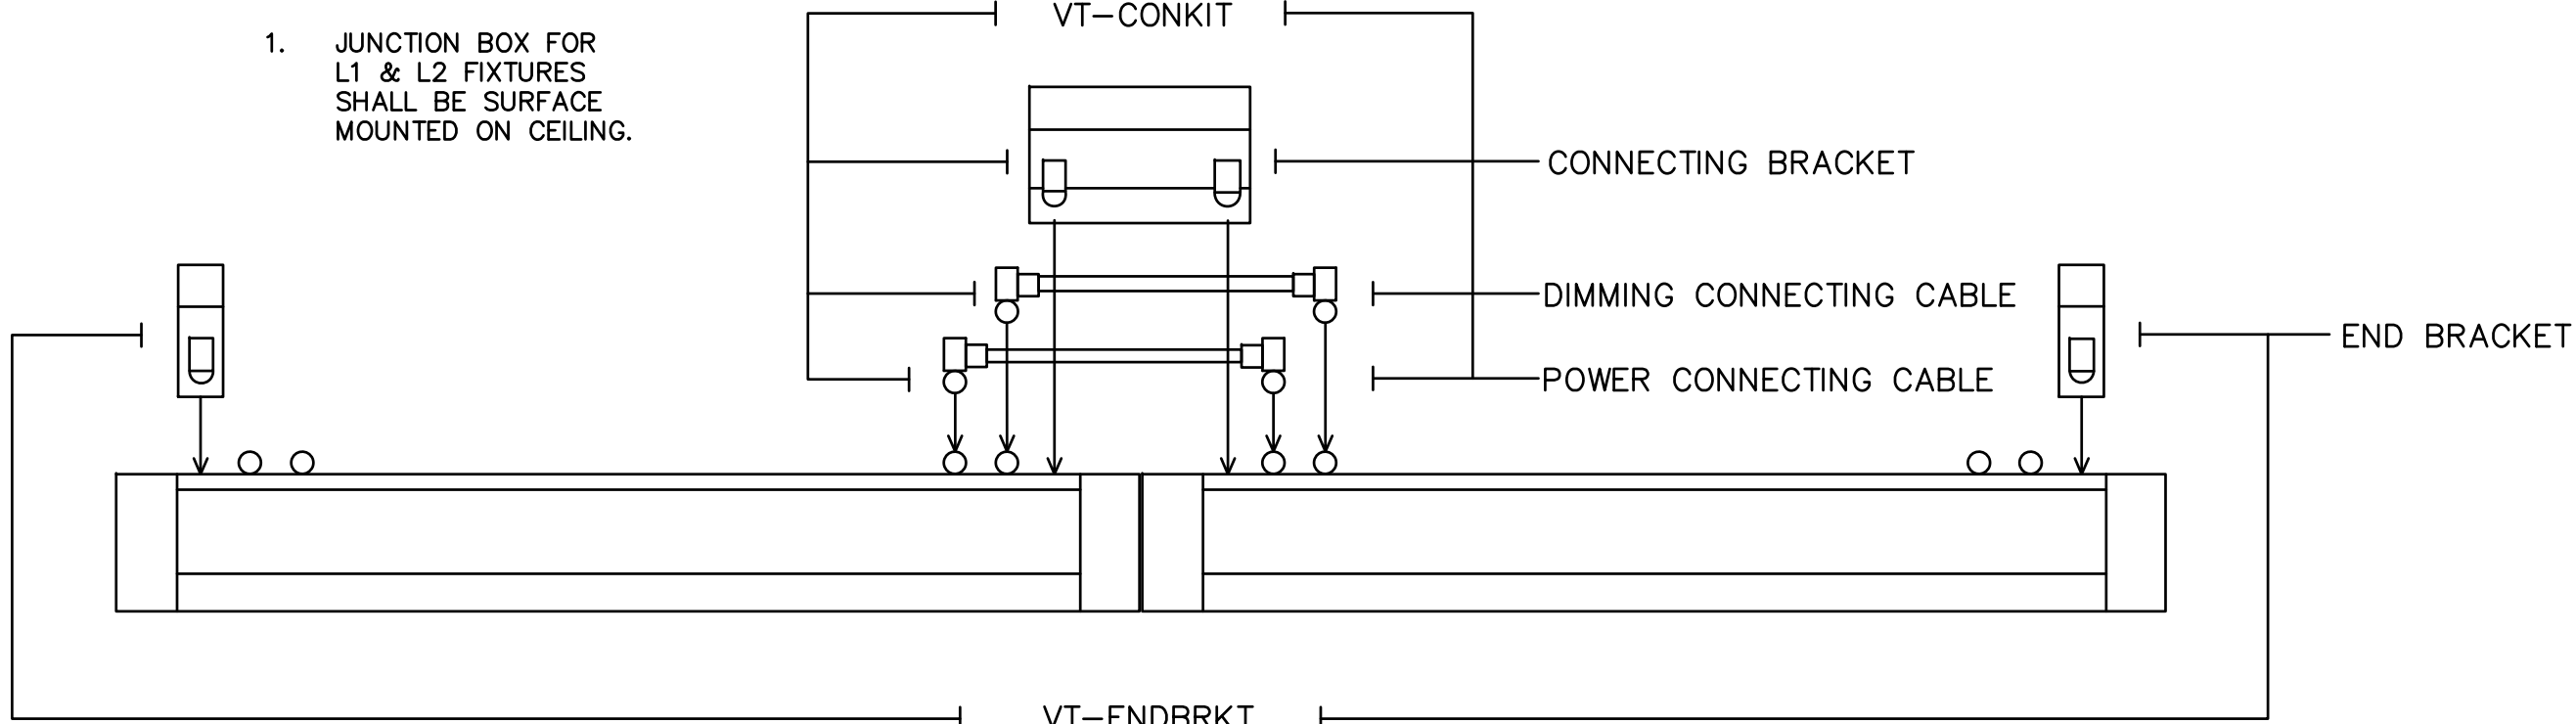 VT-CONKIT
1. JUNCTION BOX FOR
L1 & L2 FIXTURES
SHALL BE SURFACE
MOUNTED ON CEILING.
CONNECTING BRACKET
DIMMING CONNECTING CABLE
END BRACKET
POWER CONNECTING CABLE
VT-ENDBRKT